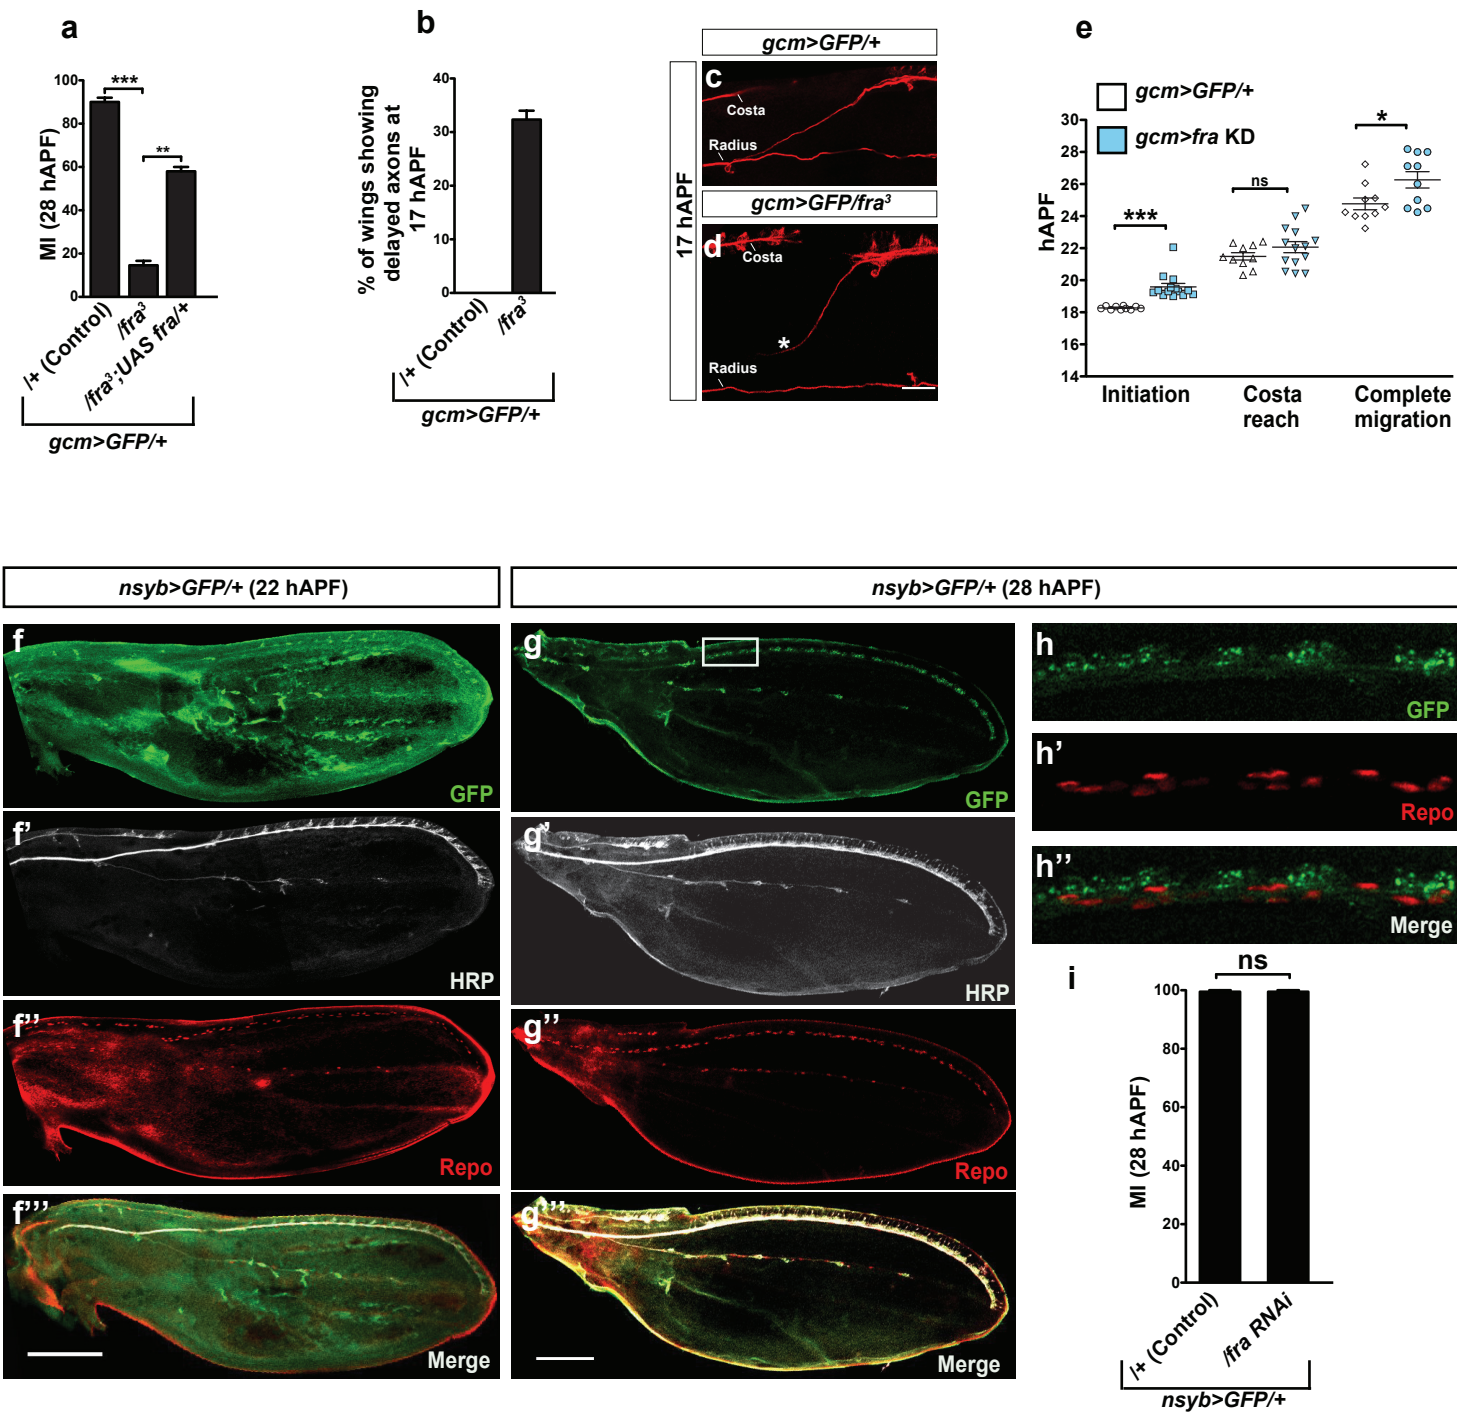 a
MI (28 hAPF)
100
80
60
40
20
0
***
**
/+ (Control)
/fra³
/fra³;UAS fra/+
gcm>GFP/+
b
% of wings showing
delayed axons at
17 hAPF
40
30
20
10
0
/+ (Control)
/fra³
gcm>GFP/+
gcm>GFP/+
17 hAPF
c
Costa
Radius
gcm>GFP/fra³
d
Costa
*
Radius
e
gcm>GFP/+
gcm>fra KD
hAPF
30
28
26
24
22
20
18
16
14
***
ns
*
Initiation
Costa
reach
Complete
migration
nsyb>GFP/+ (22 hAPF)
nsyb>GFP/+ (28 hAPF)
f
GFP
f'
HRP
f''
Repo
f'''
Merge
g
GFP
g'
HRP
g''
Repo
g'''
Merge
h
GFP
h'
Repo
h''
Merge
i
ns
MI (28 hAPF)
100
80
60
40
20
0
/+ (Control)
/fra RNAi
nsyb>GFP/+